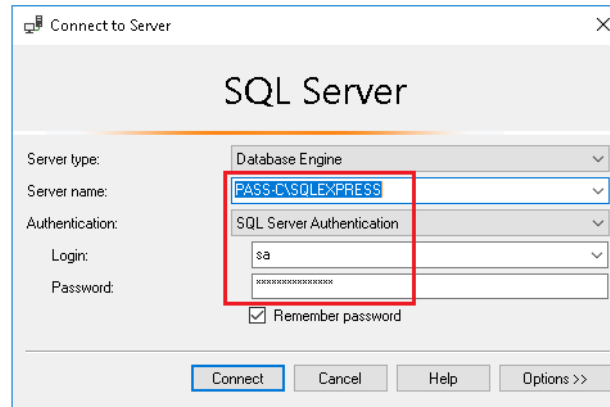 Connect to Server
SQL Server
Server type: Database Engine
Server name: PASS-C\SQLEXPRESS
Authentication: SQL Server Authentication
Login: sa
Password: ***************
Remember password
Connect Cancel Help Options >>